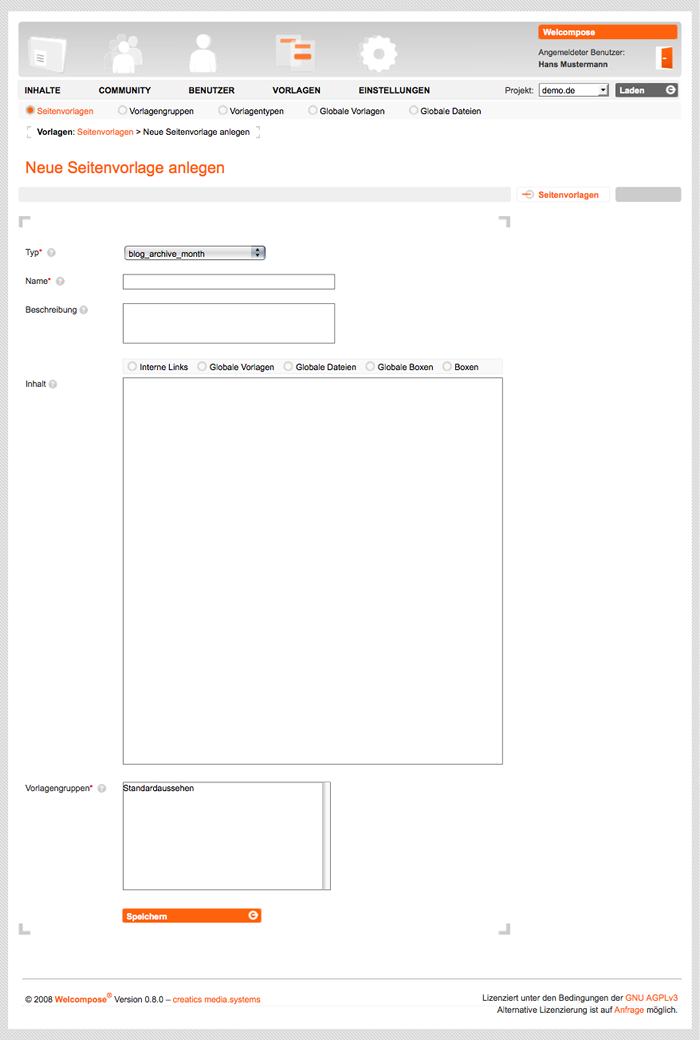 Welcompose
Angemeldeter Benutzer:
Hans Mustermann
INHALTE COMMUNITY BENUTZER VORLAGEN EINSTELLUNGEN Projekt: demo.de Laden
Seitenvorlagen Vorlagengruppen Vorlagentypen Globale Vorlagen Globale Dateien
Vorlagen: Seitenvorlagen > Neue Seitenvorlage anlegen
Neue Seitenvorlage anlegen
Seitenvorlagen
Typ* ? blog_archive_month
Name* ?
Beschreibung ?
Interne Links Globale Vorlagen Globale Dateien Globale Boxen Boxen
Inhalt ?
Vorlagengruppen* ? Standardaussehen
Speichern
© 2008 Welcompose® Version 0.8.0 – creatics media.systems
Lizenziert unter den Bedingungen der GNU AGPLv3
Alternative Lizenzierung ist auf Anfrage möglich.